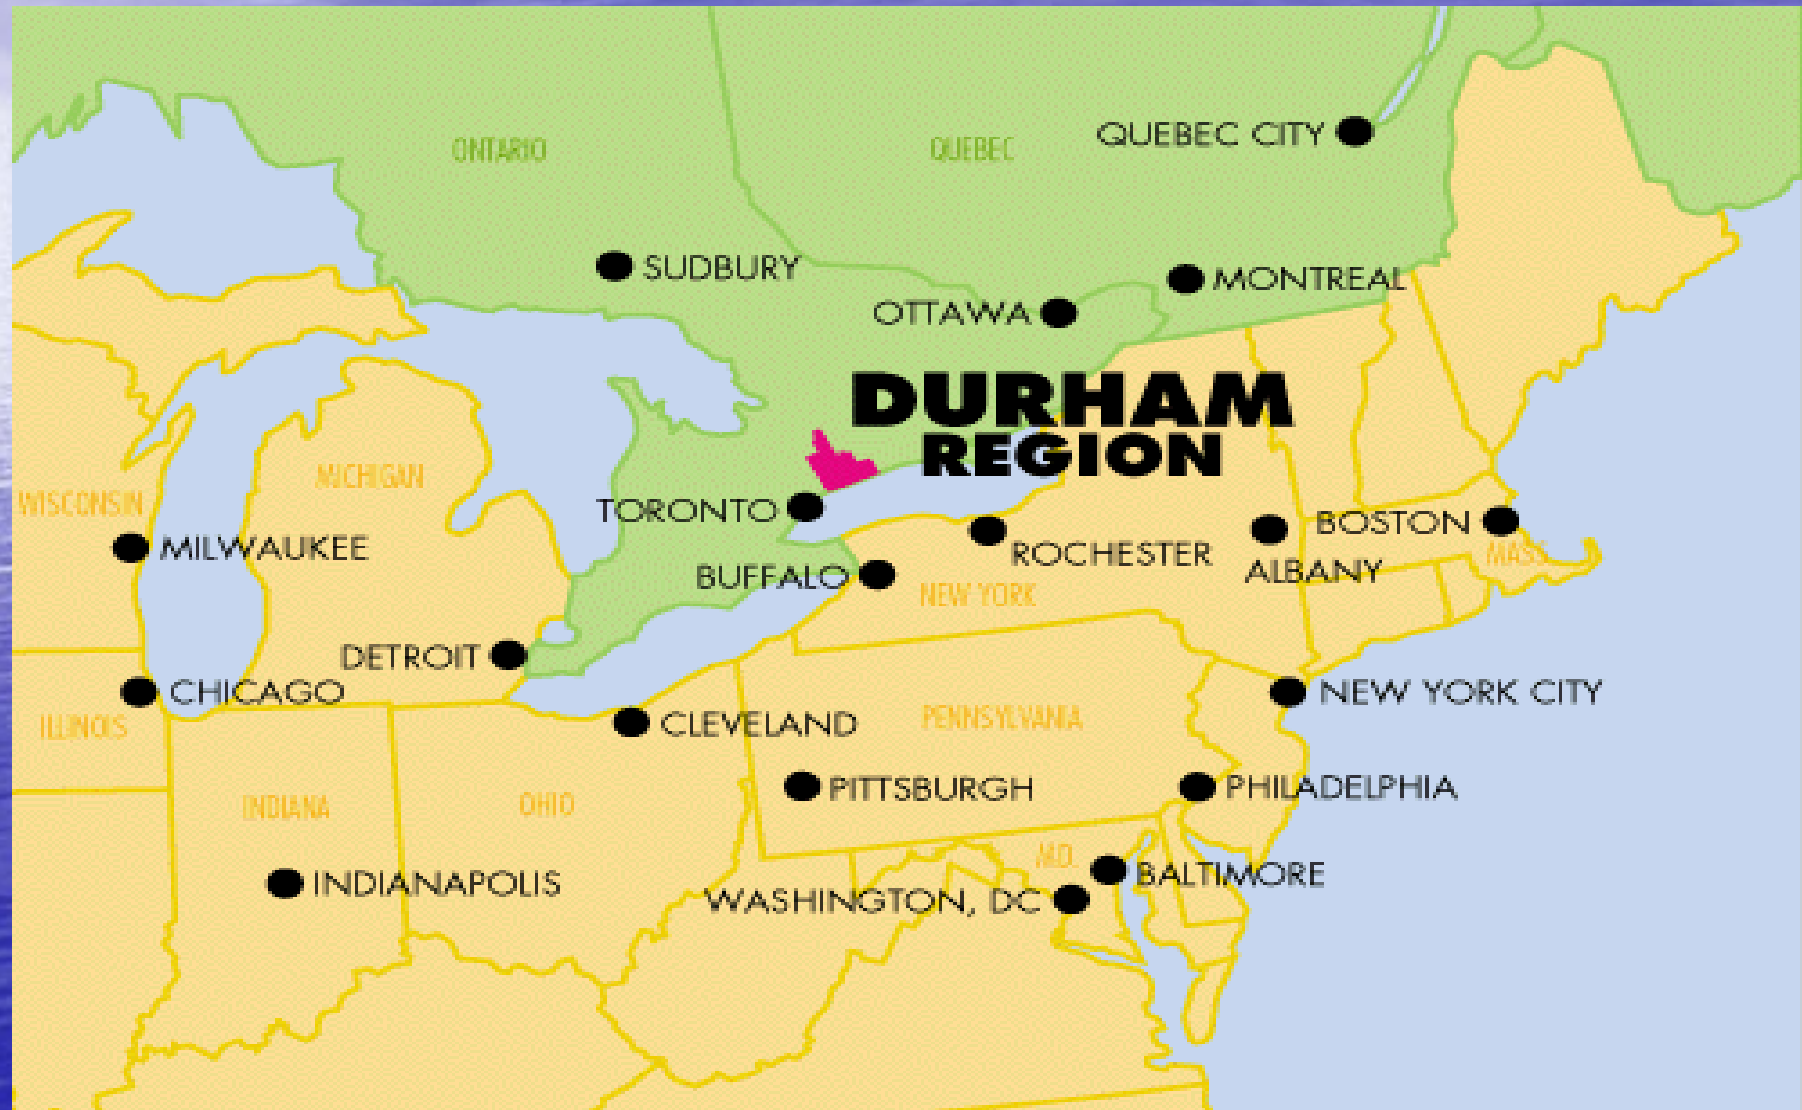 QUEBEC CITY
ONTARIO
QUEBEC
SUDBURY
MONTREAL
OTTAWA
DURHAM
REGION
MICHIGAN
WISCONSIN
TORONTO
BOSTON
MILWAUKEE
ROCHESTER
MASS.
ALBANY
BUFFALO
NEW YORK
DETROIT
CHICAGO
NEW YORK CITY
ILLINOIS
CLEVELAND
PENNSYLVANIA
PITTSBURGH
PHILADELPHIA
INDIANA
OHIO
M.D.
BALTIMORE
INDIANAPOLIS
WASHINGTON, DC